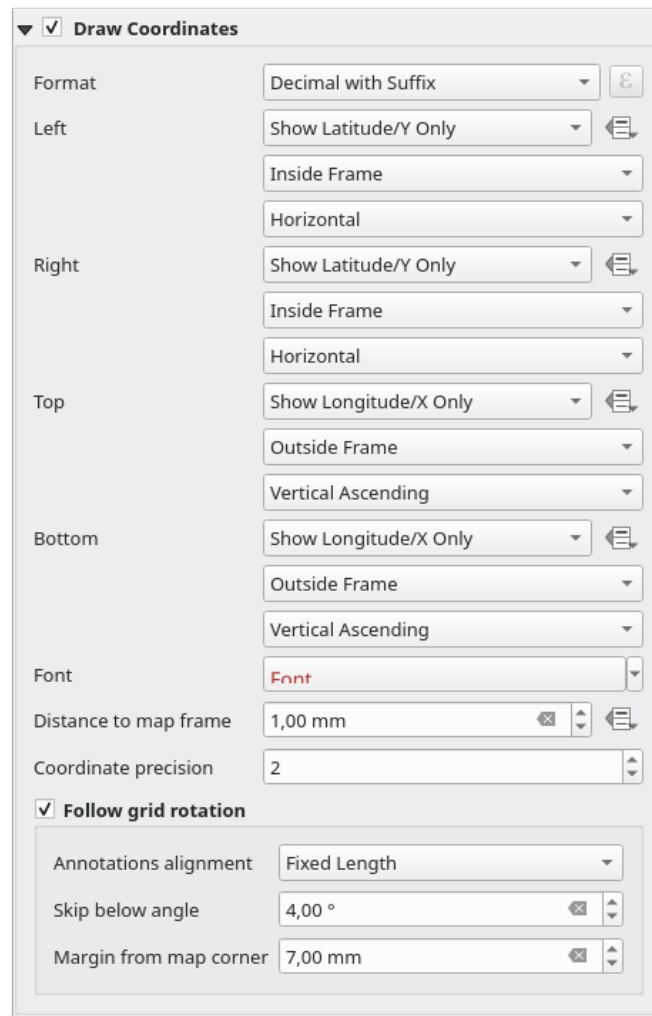 Draw Coordinates
Format Decimal with Suffix ε
Left Show Latitude/Y Only
Inside Frame
Horizontal
Right Show Latitude/Y Only
Inside Frame
Horizontal
Top Show Longitude/X Only
Outside Frame
Vertical Ascending
Bottom Show Longitude/X Only
Outside Frame
Vertical Ascending
Font Font
Distance to map frame 1,00 mm
Coordinate precision 2
Follow grid rotation
Annotations alignment Fixed Length
Skip below angle 4,00 °
Margin from map corner 7,00 mm